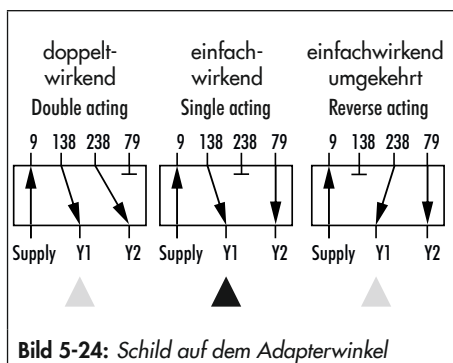 doppelt-
wirkend
Double acting
9 138 238 79
Supply Y1 Y2
einfach-
wirkend
Single acting
9 138 238 79
Supply Y1 Y2
einfachwirkend
umgekehrt
Reverse acting
9 138 238 79
Supply Y1 Y2
Bild 5-24: Schild auf dem Adapterwinkel